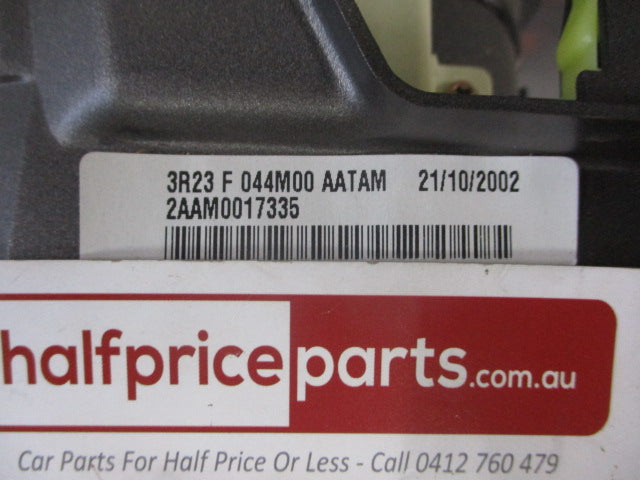 3R23 F 044M00 AATAM 21/10/2002
2AAM0017335
halfpriceparts.com.au
Car Parts For Half Price Or Less - Call 0412 760 479